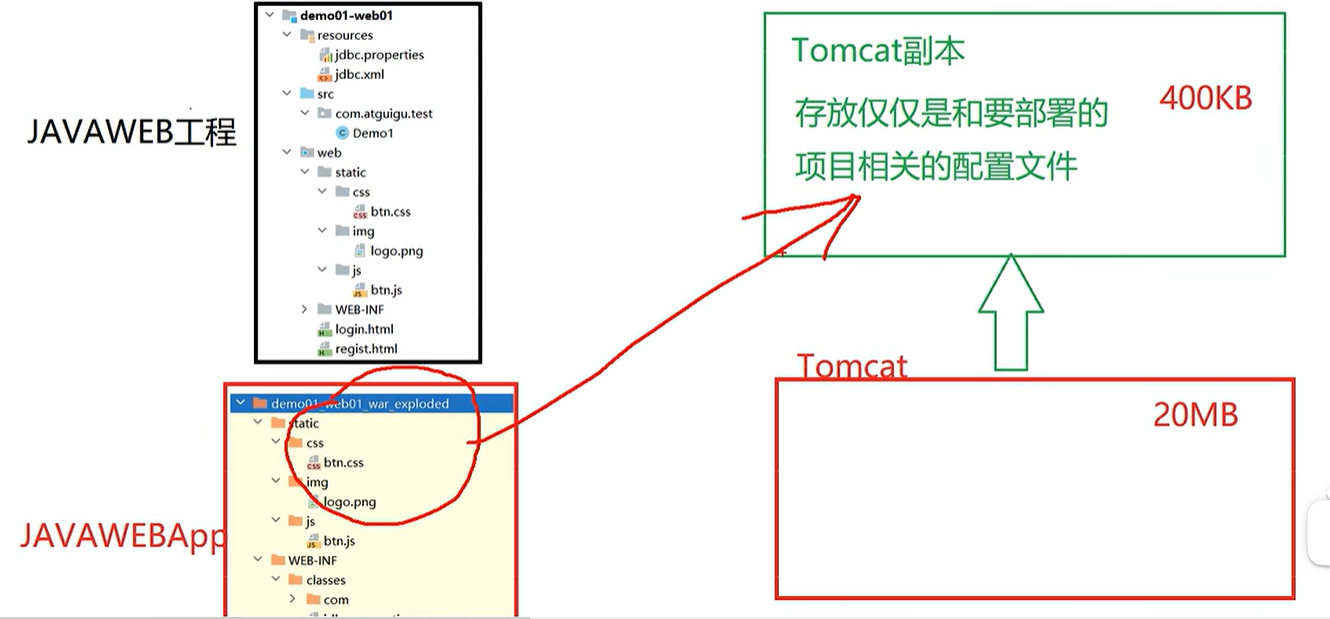 JAVAWEB工程
demo01-web01
resources
jdbc.properties
jdbc.xml
src
com.atguigu.test
Demo1
web
static
css
btn.css
img
logo.png
js
btn.js
WEB-INF
login.html
regist.html
JAVAWEBApp
demo01_web01_war_exploded
static
css
btn.css
img
logo.png
js
btn.js
WEB-INF
classes
com
Tomcat副本
400KB
存放仅仅是和要部署的
项目相关的配置文件
Tomcat
20MB